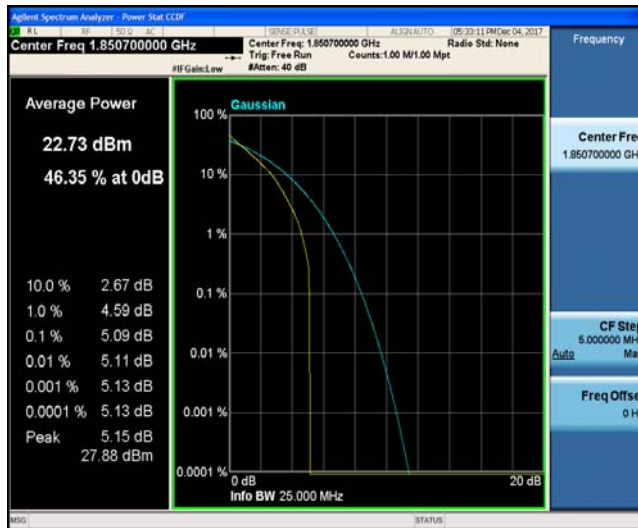 Agilent Spectrum Analyzer - Power Stat CCDF
RL RF 50 Ω AC SENSE:PULSE ALIGN AUTO 05:33:11 PM Dec 04, 2017
Center Freq 1.850700000 GHz
Center Freq: 1.850700000 GHz Radio Std: None
Trig: Free Run Counts:1.00 M/1.00 Mpt
#IFGain:Low #Atten: 40 dB
Frequency
Average Power
22.73 dBm
46.35 % at 0dB
10.0 % 2.67 dB
1.0 % 4.59 dB
0.1 % 5.09 dB
0.01 % 5.11 dB
0.001 % 5.13 dB
0.0001 % 5.13 dB
Peak 5.15 dB
27.88 dBm
Gaussian
100 %
10 %
1 %
0.1 %
0.01 %
0.001 %
0.0001 %
0 dB 20 dB
Info BW 25.000 MHz
Center Fre
1.850700000 GH
CF Ste
5.000000 MH
Auto Ma
Freq Offse
0 H
MSG STATUS